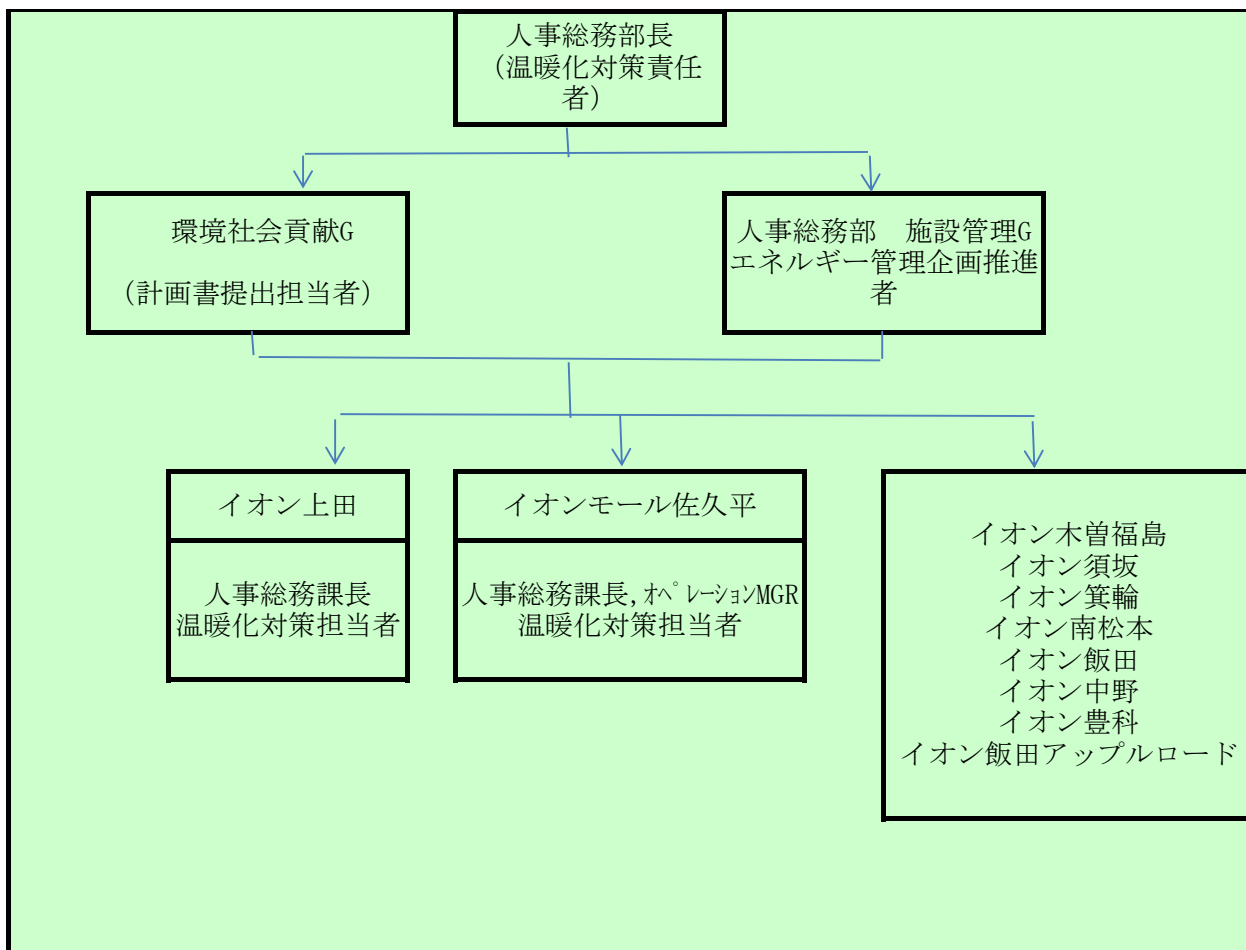 人事総務部長
（温暖化対策責任
者）
環境社会貢献G
（計画書提出担当者）
人事総務部　施設管理G
エネルギー管理企画推進
者
イオン上田
人事総務課長
温暖化対策担当者
イオンモール佐久平
人事総務課長,ｵﾍﾟﾚｰｼｮﾝMGR
温暖化対策担当者
イオン木曽福島
イオン須坂
イオン箕輪
イオン南松本
イオン飯田
イオン中野
イオン豊科
イオン飯田アップルロード